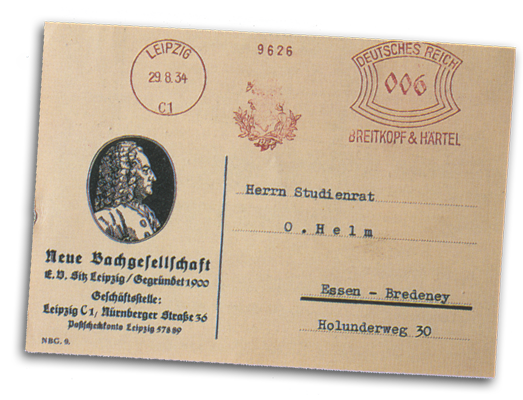 LEIPZIG
29.8.34
C1
9626
DEUTSCHES REICH
006
BREITKOPF & HÄRTEL
Neue Bachgesellschaft
E. V. Sitz Leipzig / Gegründet 1900
Geschäftsstelle:
Leipzig C1, Nürnberger Straße 36
Postscheckkonto Leipzig 57889
NBG. 9.
Herrn Studienrat
O. Helm
Essen - Bredeney
Holunderweg 30